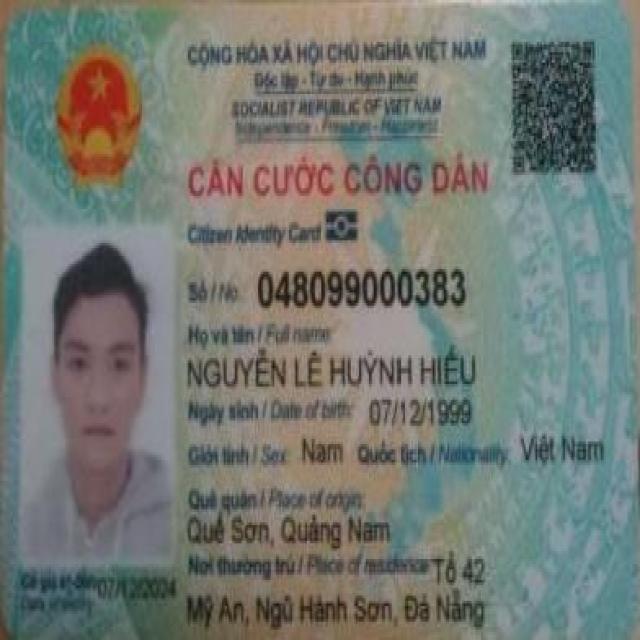 CỘNG HÒA XÃ HỘI CHỦ NGHĨA VIỆT NAM
Độc lập - Tự do - Hạnh phúc
SOCIALIST REPUBLIC OF VIET NAM
Independence - Freedom - Happiness
CĂN CƯỚC CÔNG DÂN
Citizen Identity Card
Số / No. 048099000383
Họ và tên / Full name:
NGUYỄN LÊ HUỲNH HIẾU
Ngày sinh / Date of birth: 07/12/1999
Giới tính / Sex: Nam Quốc tịch / Nationality: Việt Nam
Quê quán / Place of origin:
Quế Sơn, Quảng Nam
Nơi thường trú / Place of residence: Tổ 42
Mỹ An, Ngũ Hành Sơn, Đà Nẵng
Có giá trị đến: 07/12/2024
Date of expiry